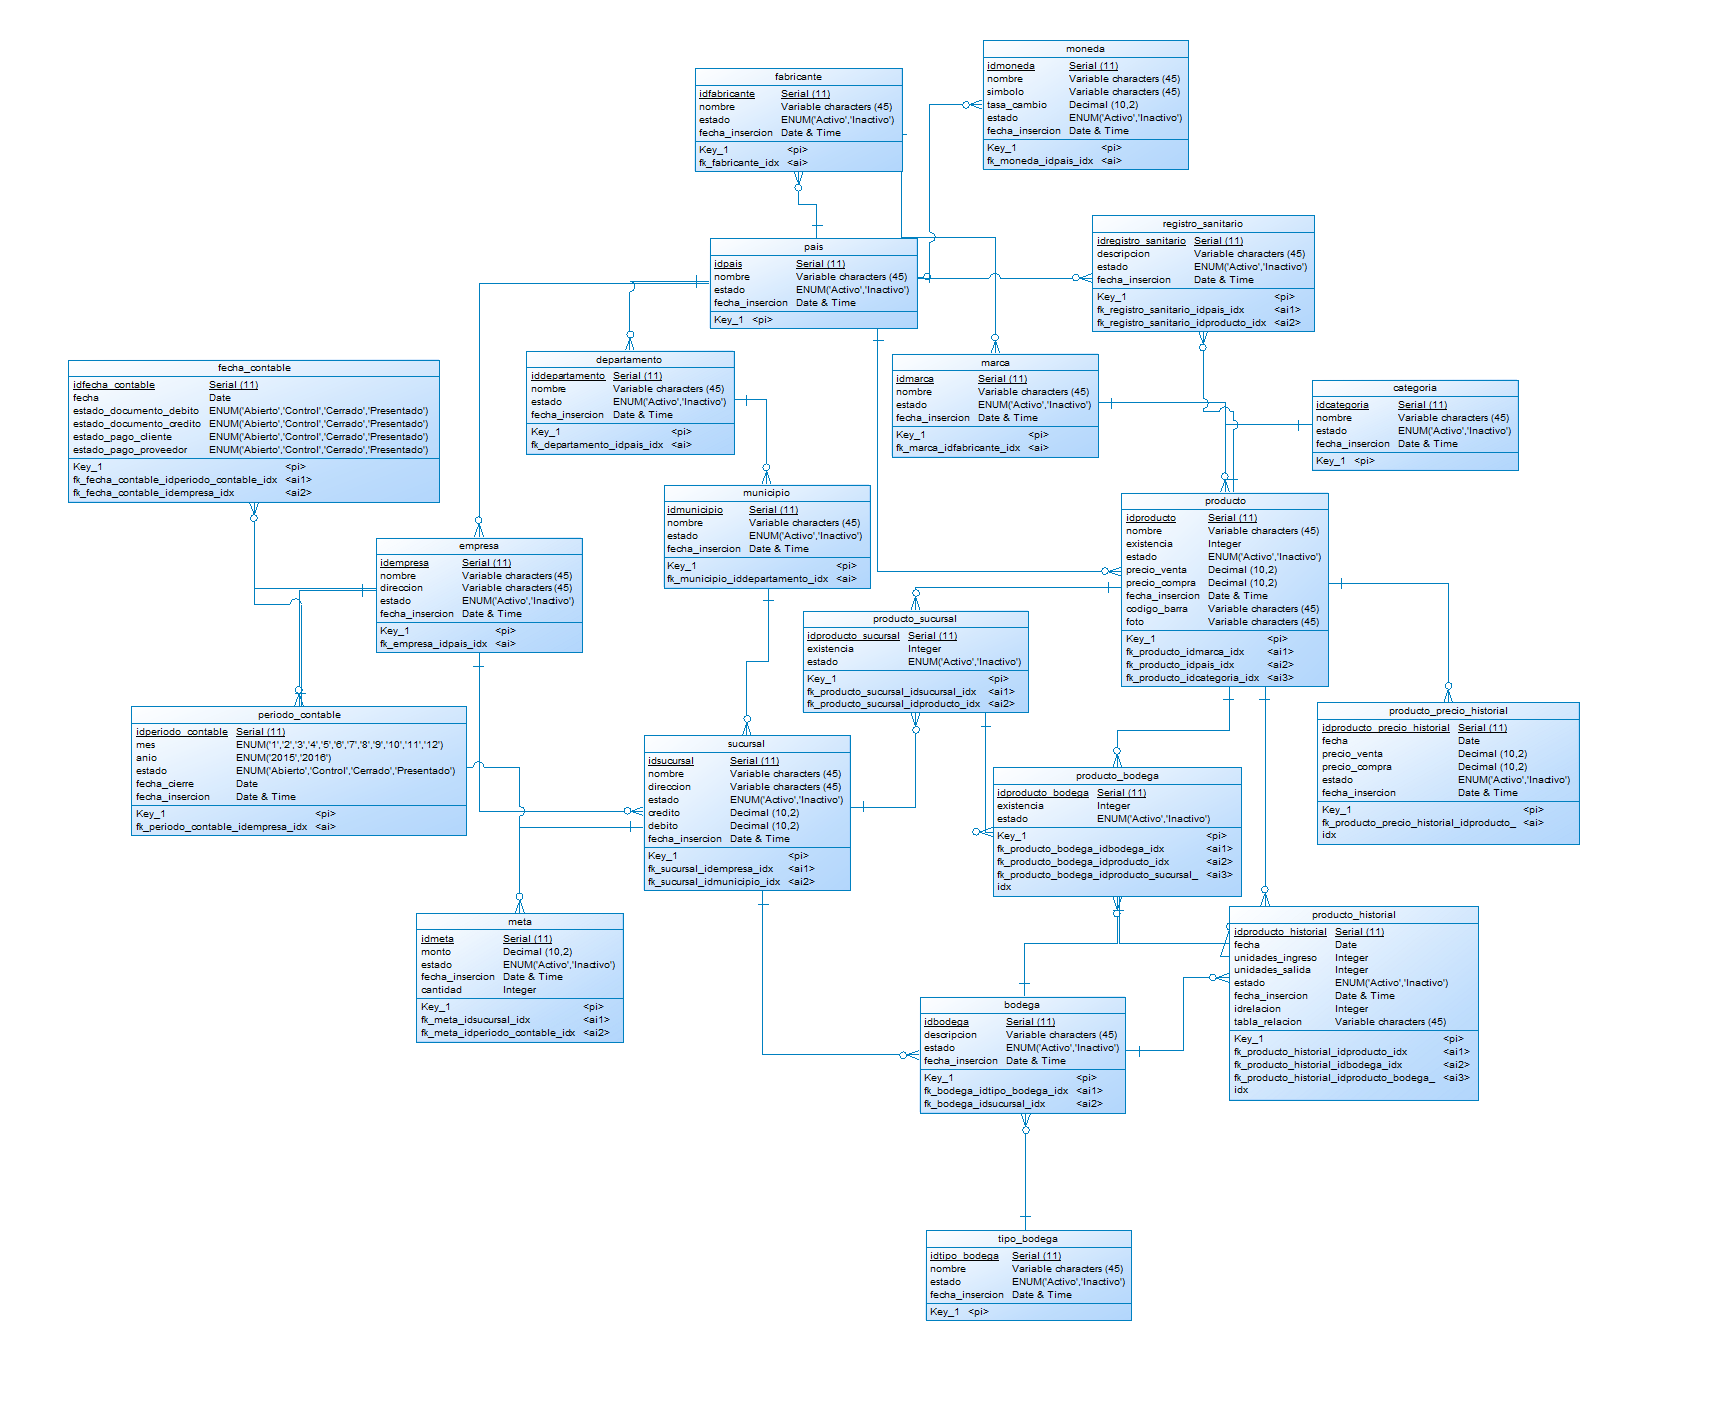 moneda
idmoneda Serial (11)
nombre Variable characters (45)
simbolo Variable characters (45)
tasa_cambio Decimal (10,2)
estado ENUM('Activo','Inactivo')
fecha_insercion Date & Time
Key_1 <pi>
fk_moneda_idpais_idx <ai>
fabricante
idfabricante Serial (11)
nombre Variable characters (45)
estado ENUM('Activo','Inactivo')
fecha_insercion Date & Time
Key_1 <pi>
fk_fabricante_idx <ai>
registro_sanitario
idregistro_sanitario Serial (11)
descripcion Variable characters (45)
estado ENUM('Activo','Inactivo')
fecha_insercion Date & Time
Key_1 <pi>
fk_registro_sanitario_idpais_idx <ai1>
fk_registro_sanitario_idproducto_idx <ai2>
pais
idpais Serial (11)
nombre Variable characters (45)
estado ENUM('Activo','Inactivo')
fecha_insercion Date & Time
Key_1 <pi>
departamento
iddepartamento Serial (11)
nombre Variable characters (45)
estado ENUM('Activo','Inactivo')
fecha_insercion Date & Time
Key_1 <pi>
fk_departamento_idpais_idx <ai>
marca
idmarca Serial (11)
nombre Variable characters (45)
estado ENUM('Activo','Inactivo')
fecha_insercion Date & Time
Key_1 <pi>
fk_marca_idfabricante_idx <ai>
fecha_contable
idfecha_contable Serial (11)
fecha Date
estado_documento_debito ENUM('Abierto','Control','Cerrado','Presentado')
estado_documento_credito ENUM('Abierto','Control','Cerrado','Presentado')
estado_pago_cliente ENUM('Abierto','Control','Cerrado','Presentado')
estado_pago_proveedor ENUM('Abierto','Control','Cerrado','Presentado')
Key_1 <pi>
fk_fecha_contable_idperiodo_contable_idx <ai1>
fk_fecha_contable_idempresa_idx <ai2>
categoria
idcategoria Serial (11)
nombre Variable characters (45)
estado ENUM('Activo','Inactivo')
fecha_insercion Date & Time
Key_1 <pi>
municipio
idmunicipio Serial (11)
nombre Variable characters (45)
estado ENUM('Activo','Inactivo')
fecha_insercion Date & Time
Key_1 <pi>
fk_municipio_iddepartamento_idx <ai>
producto
idproducto Serial (11)
nombre Variable characters (45)
existencia Integer
estado ENUM('Activo','Inactivo')
precio_venta Decimal (10,2)
precio_compra Decimal (10,2)
fecha_insercion Date & Time
codigo_barra Variable characters (45)
foto Variable characters (45)
Key_1 <pi>
fk_producto_idmarca_idx <ai1>
fk_producto_idpais_idx <ai2>
fk_producto_idcategoria_idx <ai3>
empresa
idempresa Serial (11)
nombre Variable characters (45)
direccion Variable characters (45)
estado ENUM('Activo','Inactivo')
fecha_insercion Date & Time
Key_1 <pi>
fk_empresa_idpais_idx <ai>
producto_sucursal
idproducto_sucursal Serial (11)
existencia Integer
estado ENUM('Activo','Inactivo')
Key_1 <pi>
fk_producto_sucursal_idsucursal_idx <ai1>
fk_producto_sucursal_idproducto_idx <ai2>
periodo_contable
idperiodo_contable Serial (11)
mes ENUM('1','2','3','4','5','6','7','8','9','10','11','12')
anio ENUM('2015','2016')
estado ENUM('Abierto','Control','Cerrado','Presentado')
fecha_cierre Date
fecha_insercion Date & Time
Key_1 <pi>
fk_periodo_contable_idempresa_idx <ai>
producto_precio_historial
idproducto_precio_historial Serial (11)
fecha Date
precio_venta Decimal (10,2)
precio_compra Decimal (10,2)
estado ENUM('Activo','Inactivo')
fecha_insercion Date & Time
Key_1 <pi>
fk_producto_precio_historial_idproducto_ <ai>
idx
sucursal
idsucursal Serial (11)
nombre Variable characters (45)
direccion Variable characters (45)
estado ENUM('Activo','Inactivo')
credito Decimal (10,2)
debito Decimal (10,2)
fecha_insercion Date & Time
Key_1 <pi>
fk_sucursal_idempresa_idx <ai1>
fk_sucursal_idmunicipio_idx <ai2>
producto_bodega
idproducto_bodega Serial (11)
existencia Integer
estado ENUM('Activo','Inactivo')
Key_1 <pi>
fk_producto_bodega_idbodega_idx <ai1>
fk_producto_bodega_idproducto_idx <ai2>
fk_producto_bodega_idproducto_sucursal_ <ai3>
idx
meta
idmeta Serial (11)
monto Decimal (10,2)
estado ENUM('Activo','Inactivo')
fecha_insercion Date & Time
cantidad Integer
Key_1 <pi>
fk_meta_idsucursal_idx <ai1>
fk_meta_idperiodo_contable_idx <ai2>
producto_historial
idproducto_historial Serial (11)
fecha Date
unidades_ingreso Integer
unidades_salida Integer
estado ENUM('Activo','Inactivo')
fecha_insercion Date & Time
idrelacion Integer
tabla_relacion Variable characters (45)
Key_1 <pi>
fk_producto_historial_idproducto_idx <ai1>
fk_producto_historial_idbodega_idx <ai2>
fk_producto_historial_idproducto_bodega_ <ai3>
idx
bodega
idbodega Serial (11)
descripcion Variable characters (45)
estado ENUM('Activo','Inactivo')
fecha_insercion Date & Time
Key_1 <pi>
fk_bodega_idtipo_bodega_idx <ai1>
fk_bodega_idsucursal_idx <ai2>
tipo_bodega
idtipo_bodega Serial (11)
nombre Variable characters (45)
estado ENUM('Activo','Inactivo')
fecha_insercion Date & Time
Key_1 <pi>